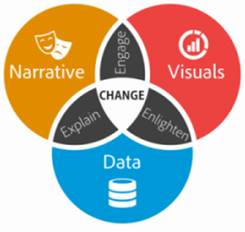 Engage
Narrative
Visuals
CHANGE
Explain
Enlighten
Data